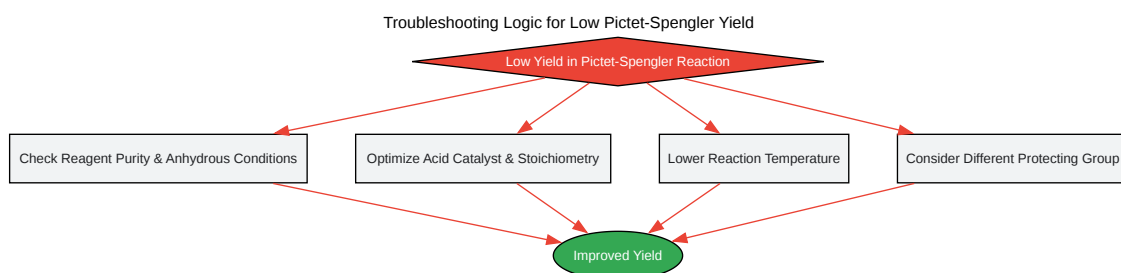 Troubleshooting Logic for Low Pictet-Spengler Yield
Low Yield in Pictet-Spengler Reaction
Check Reagent Purity & Anhydrous Conditions
Optimize Acid Catalyst & Stoichiometry
Lower Reaction Temperature
Consider Different Protecting Group
Improved Yield